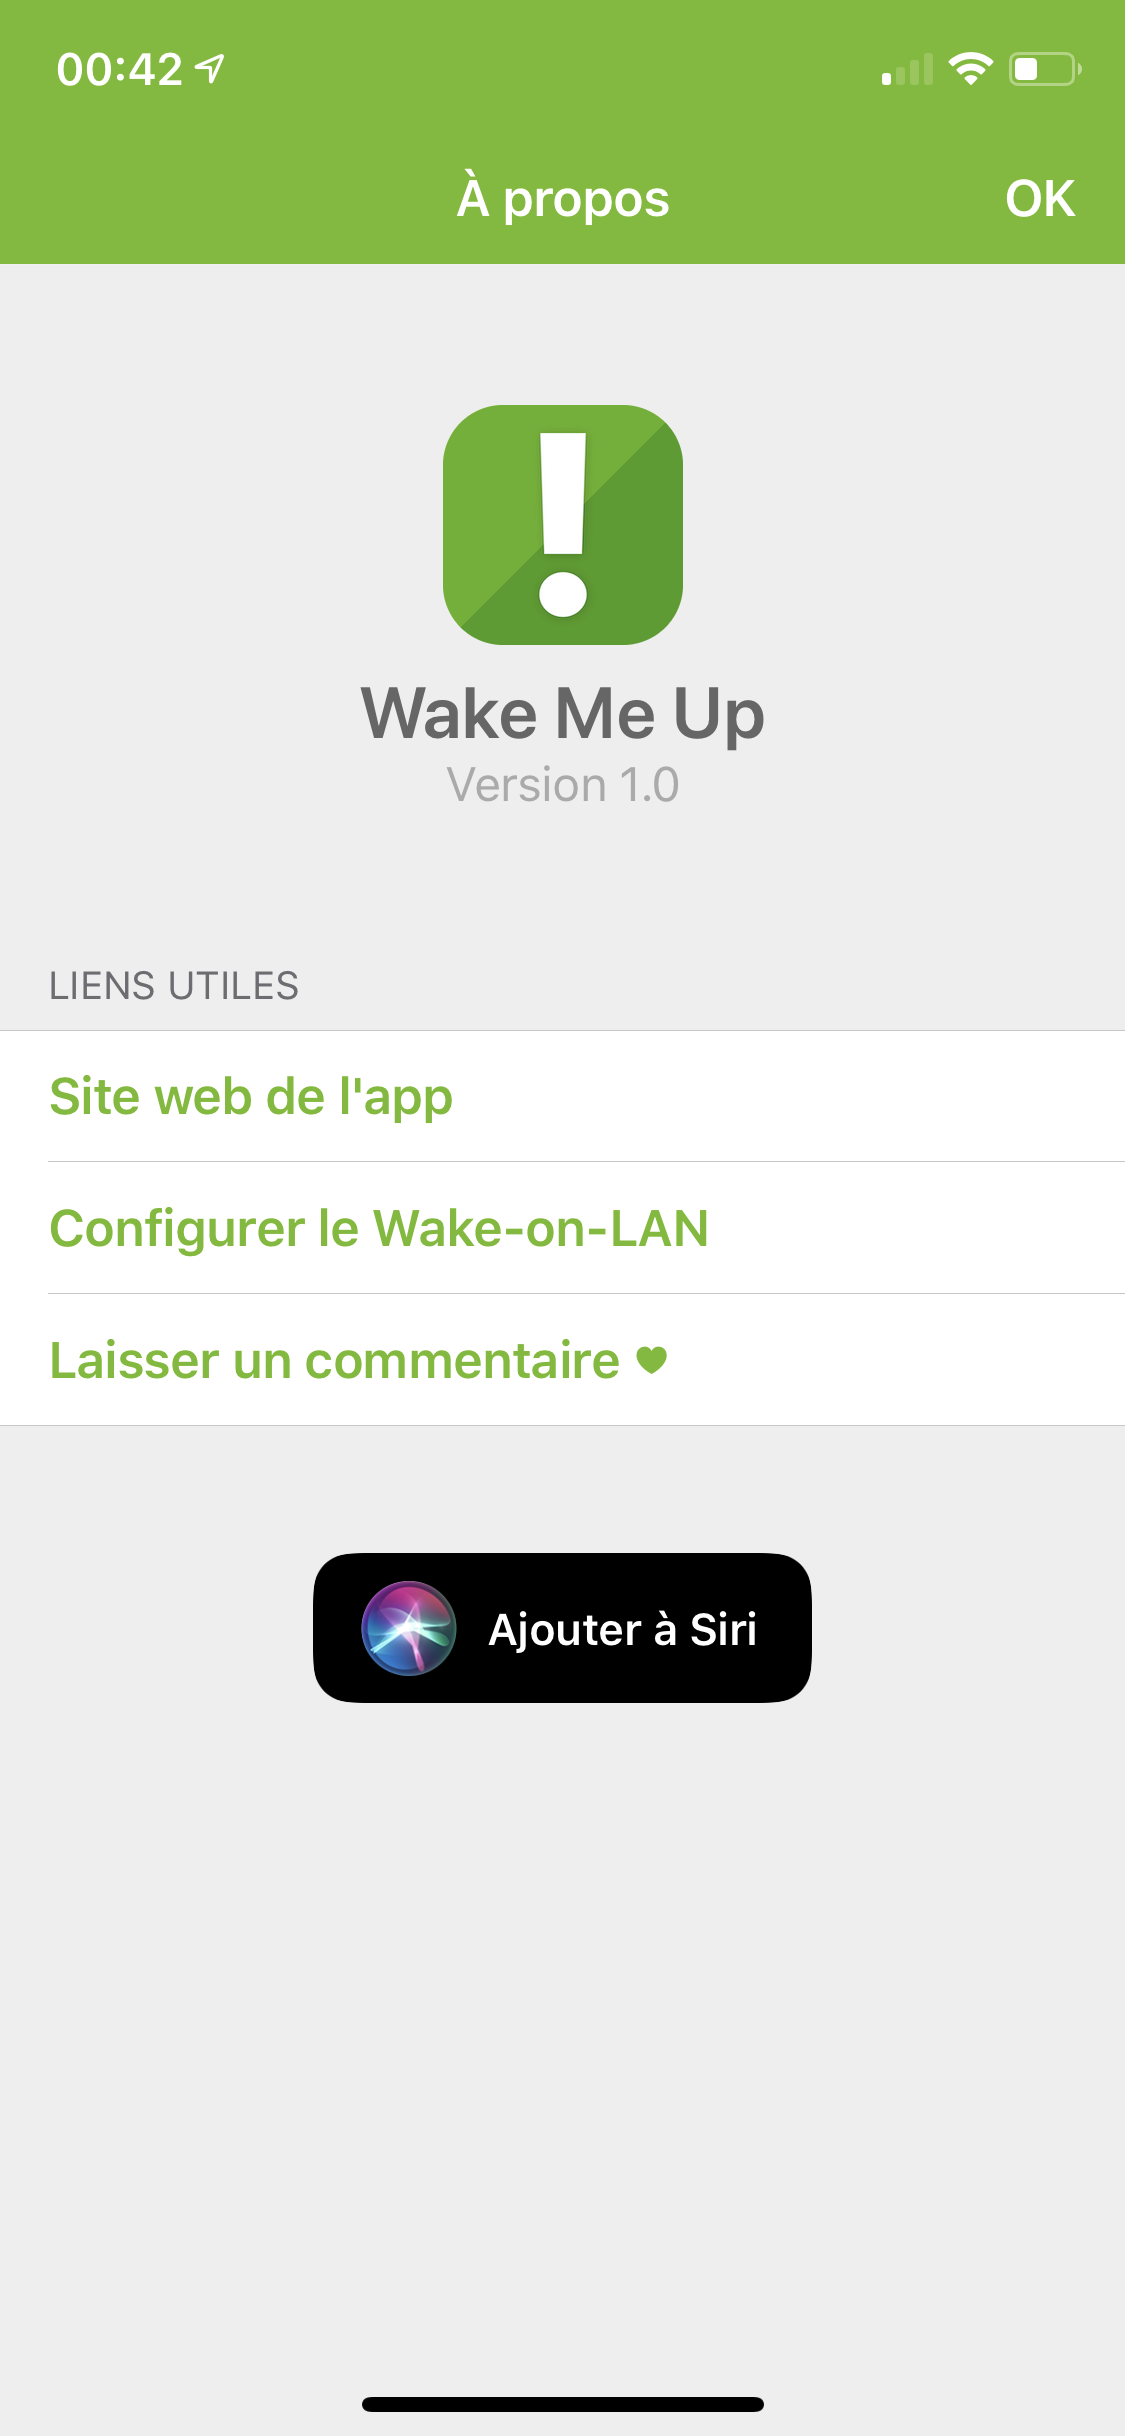 00:42
À propos
OK
!
Wake Me Up
Version 1.0
LIENS UTILES
Site web de l'app
Configurer le Wake-on-LAN
Laisser un commentaire ♥
Ajouter à Siri